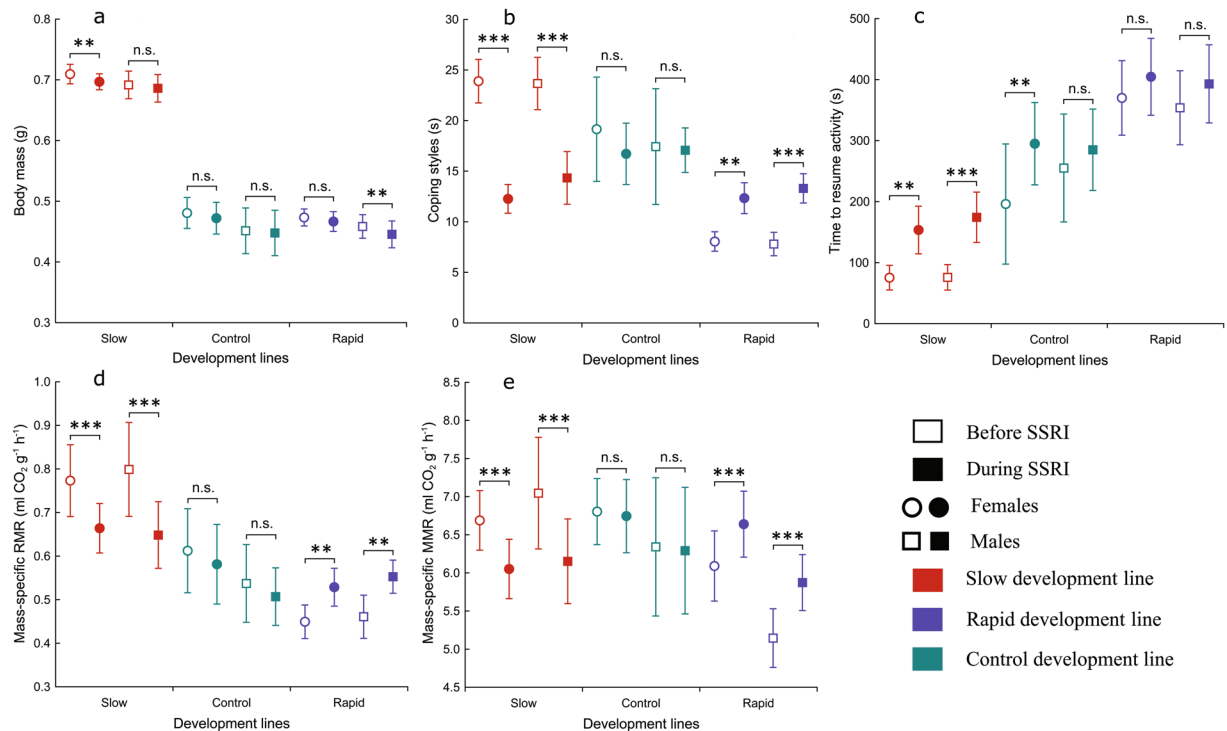 a
Body mass (g)
0.8
0.7
0.6
0.5
0.4
0.3
**
n.s.
n.s.
n.s.
n.s.
**
Slow
Control
Rapid
Development lines
b
Coping styles (s)
30
25
20
15
10
5
0
***
***
n.s.
n.s.
**
***
Slow
Control
Rapid
Development lines
c
Time to resume activity (s)
500
400
300
200
100
0
**
***
**
n.s.
n.s.
n.s.
Slow
Control
Rapid
Development lines
d
Mass-specific RMR (ml CO₂ g⁻¹ h⁻¹)
1.0
0.9
0.8
0.7
0.6
0.5
0.4
0.3
***
***
n.s.
n.s.
**
**
Slow
Control
Rapid
Development lines
e
Mass-specific MMR (ml CO₂ g⁻¹ h⁻¹)
8.0
7.5
7.0
6.5
6.0
5.5
5.0
4.5
***
***
n.s.
n.s.
***
***
Slow
Control
Rapid
Development lines
Before SSRI
During SSRI
Females
Males
Slow development line
Rapid development line
Control development line